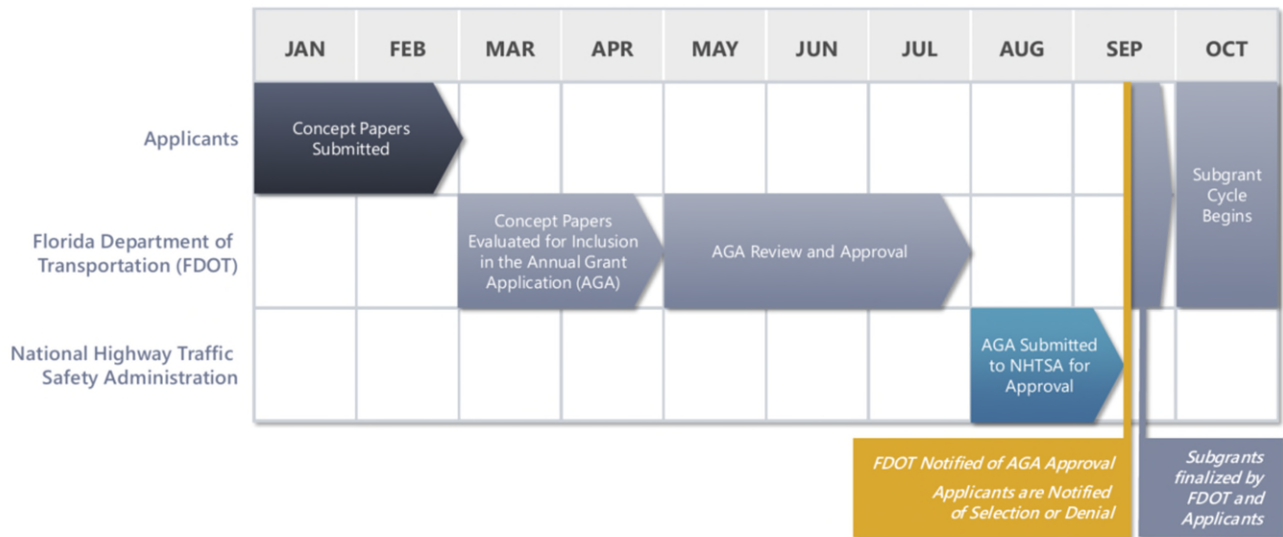 JAN FEB MAR APR MAY JUN JUL AUG SEP OCT
Applicants
Concept Papers
Submitted
Subgrant
Cycle
Begins
Florida Department of
Transportation (FDOT)
Concept Papers
Evaluated for Inclusion
in the Annual Grant
Application (AGA)
AGA Review and Approval
National Highway Traffic
Safety Administration
AGA Submitted
to NHTSA for
Approval
FDOT Notified of AGA Approval
Applicants are Notified
of Selection or Denial
Subgrants
finalized by
FDOT and
Applicants